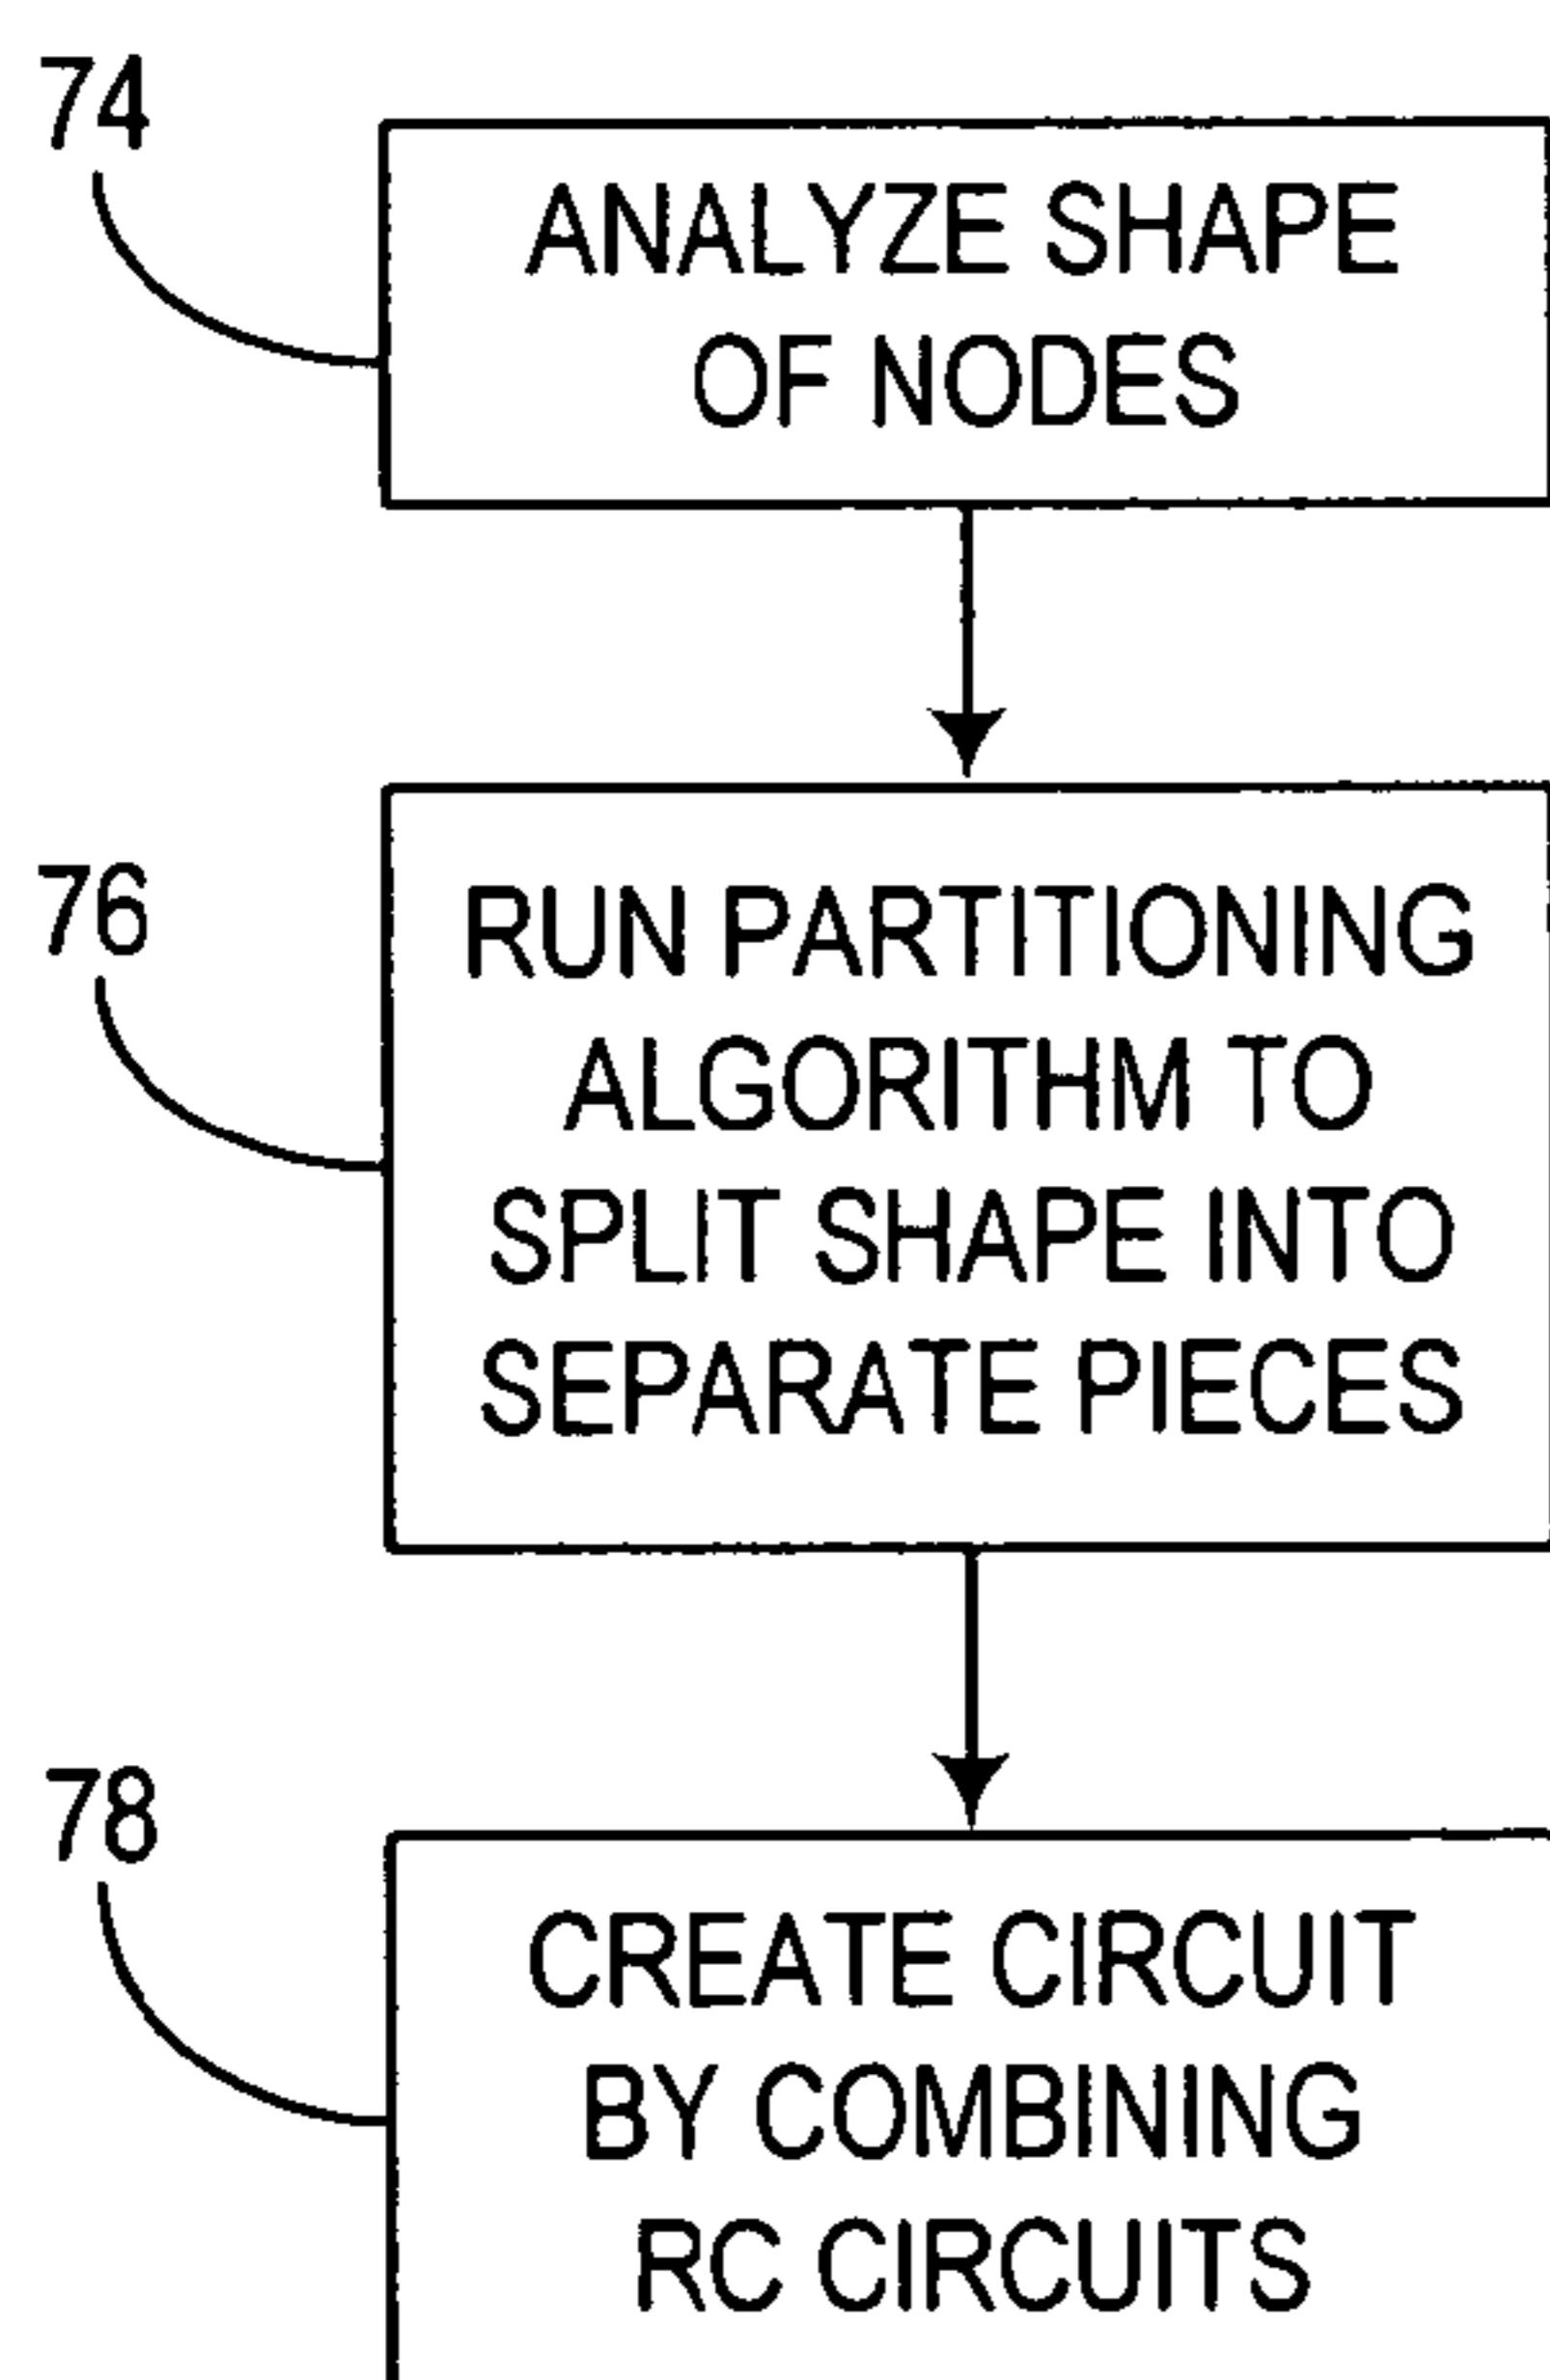 74
ANALYZE SHAPE
OF NODES
76
RUN PARTITIONING
ALGORITHM TO
SPLIT SHAPE INTO
SEPARATE PIECES
78
CREATE CIRCUIT
BY COMBINING
RC CIRCUITS